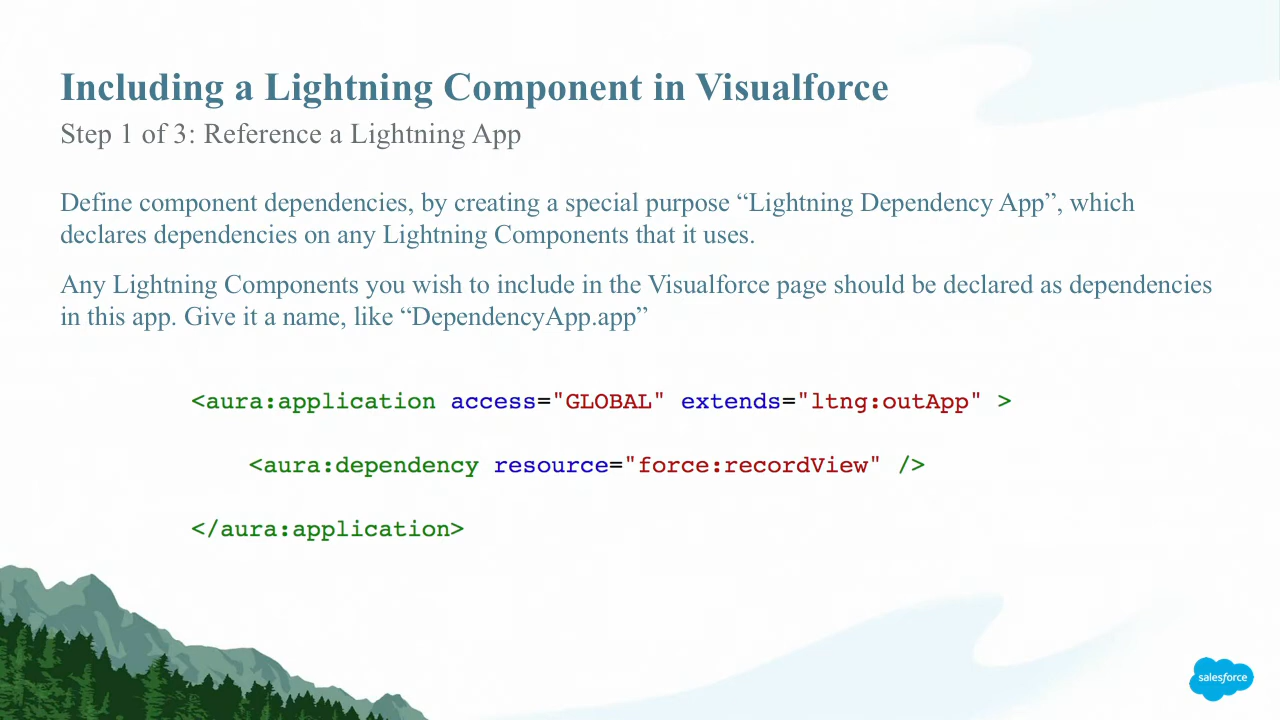 Including a Lightning Component in Visualforce
Step 1 of 3: Reference a Lightning App
Define component dependencies, by creating a special purpose “Lightning Dependency App”, which
declares dependencies on any Lightning Components that it uses.
Any Lightning Components you wish to include in the Visualforce page should be declared as dependencies
in this app. Give it a name, like “DependencyApp.app”
<aura:application access="GLOBAL" extends="ltng:outApp" >
<aura:dependency resource="force:recordView" />
</aura:application>
salesforce